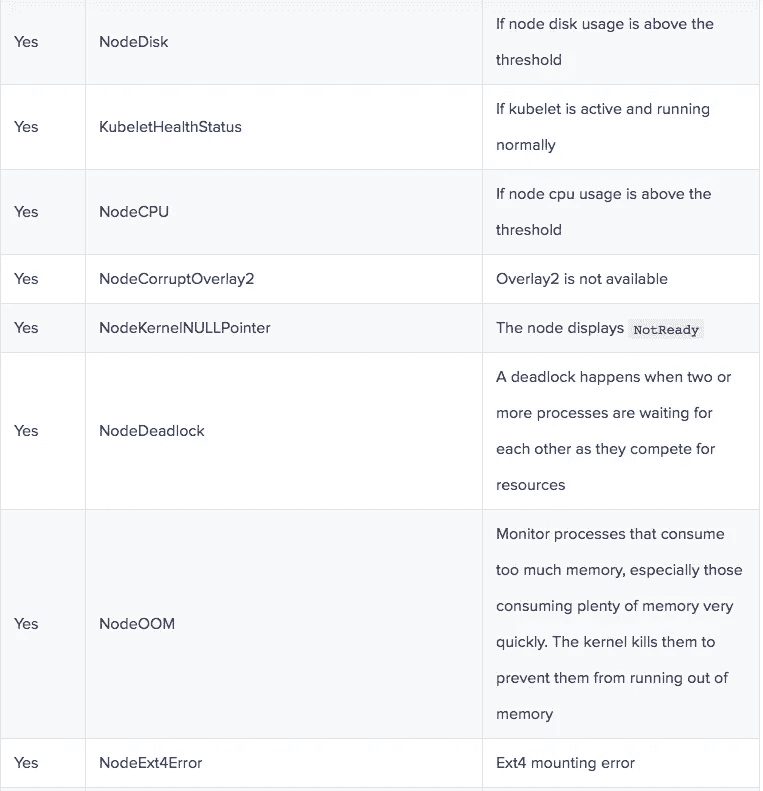 Yes
NodeDisk
If node disk usage is above the
threshold
Yes
KubeletHealthStatus
If kubelet is active and running
normally
Yes
NodeCPU
If node cpu usage is above the
threshold
Yes
NodeCorruptOverlay2
Overlay2 is not available
Yes
NodeKernelNULLPointer
The node displays NotReady
Yes
NodeDeadlock
A deadlock happens when two or
more processes are waiting for
each other as they compete for
resources
Yes
NodeOOM
Monitor processes that consume
too much memory, especially those
consuming plenty of memory very
quickly. The kernel kills them to
prevent them from running out of
memory
Yes
NodeExt4Error
Ext4 mounting error